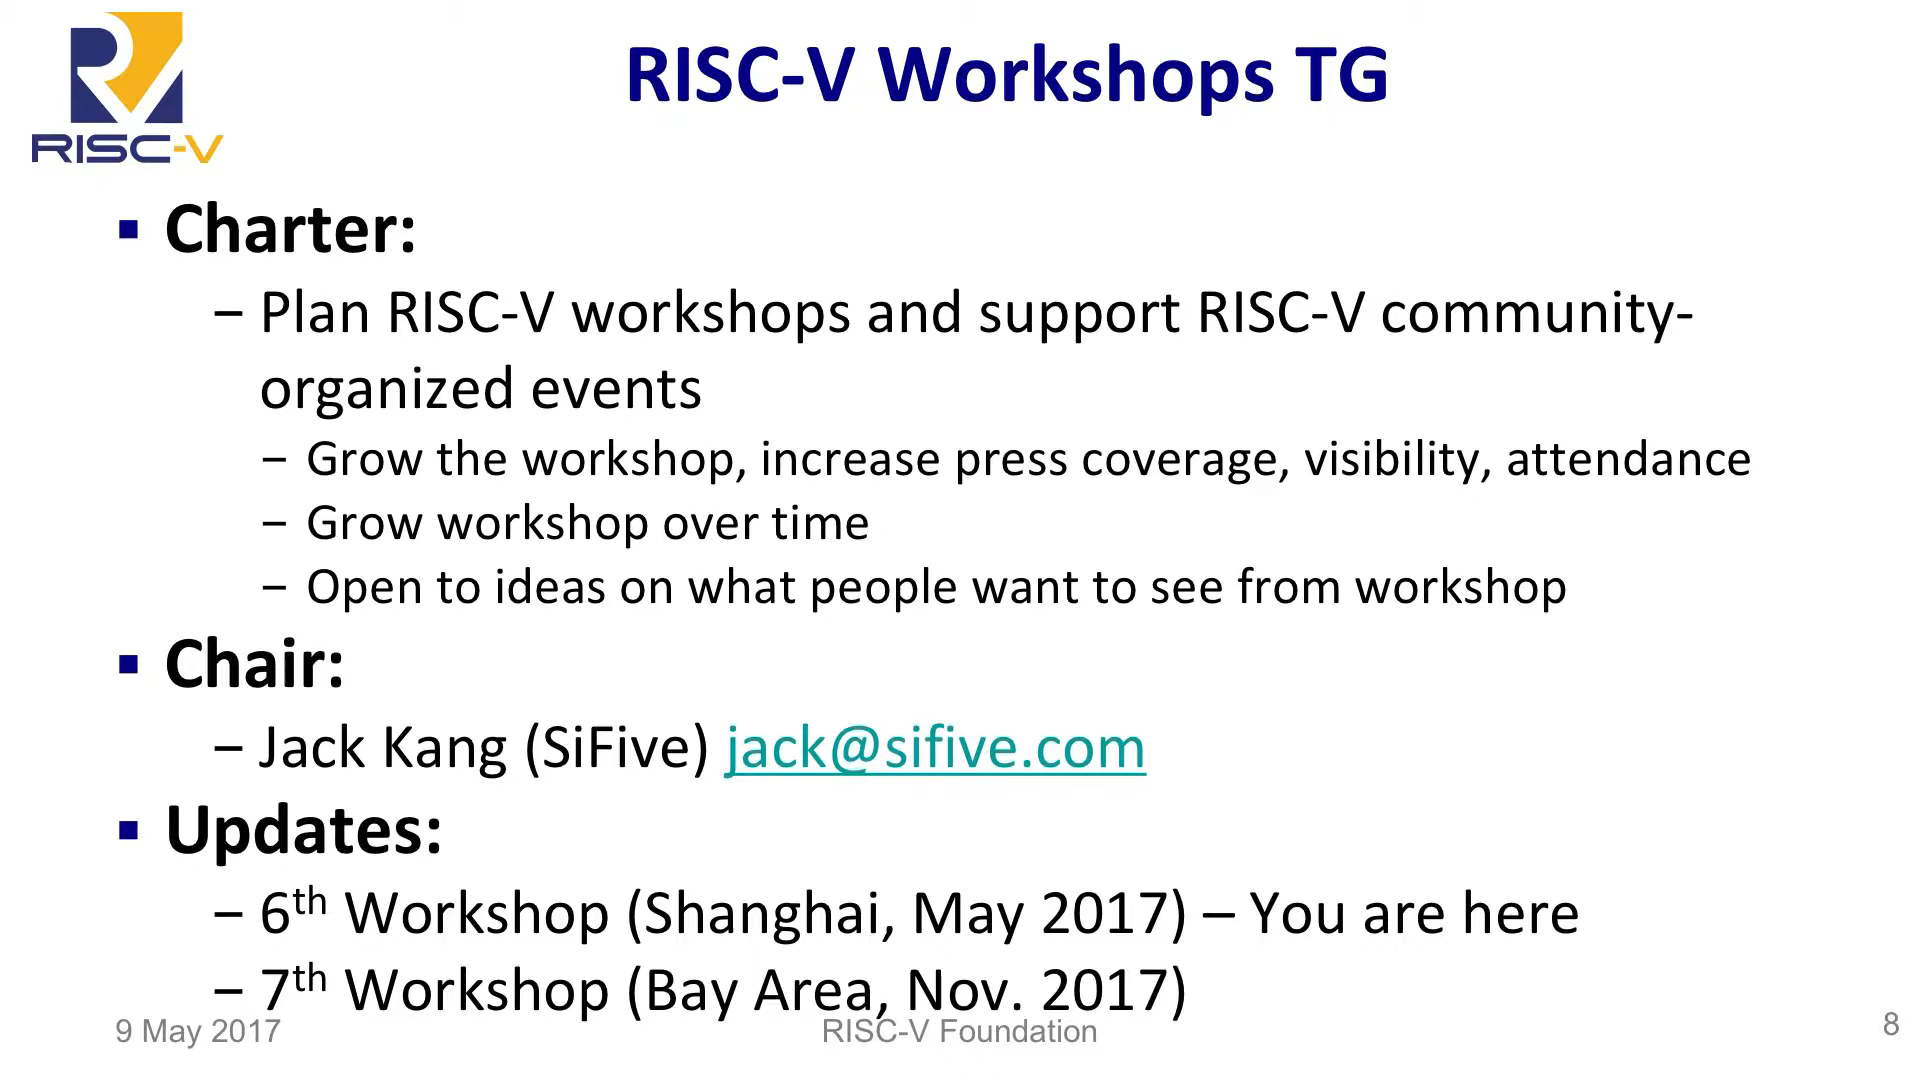 RISC-V
RISC-V Workshops TG
▪ Charter:
– Plan RISC-V workshops and support RISC-V community-
organized events
– Grow the workshop, increase press coverage, visibility, attendance
– Grow workshop over time
– Open to ideas on what people want to see from workshop
▪ Chair:
– Jack Kang (SiFive) jack@sifive.com
▪ Updates:
– 6th Workshop (Shanghai, May 2017) – You are here
– 7th Workshop (Bay Area, Nov. 2017)
9 May 2017
RISC-V Foundation
8